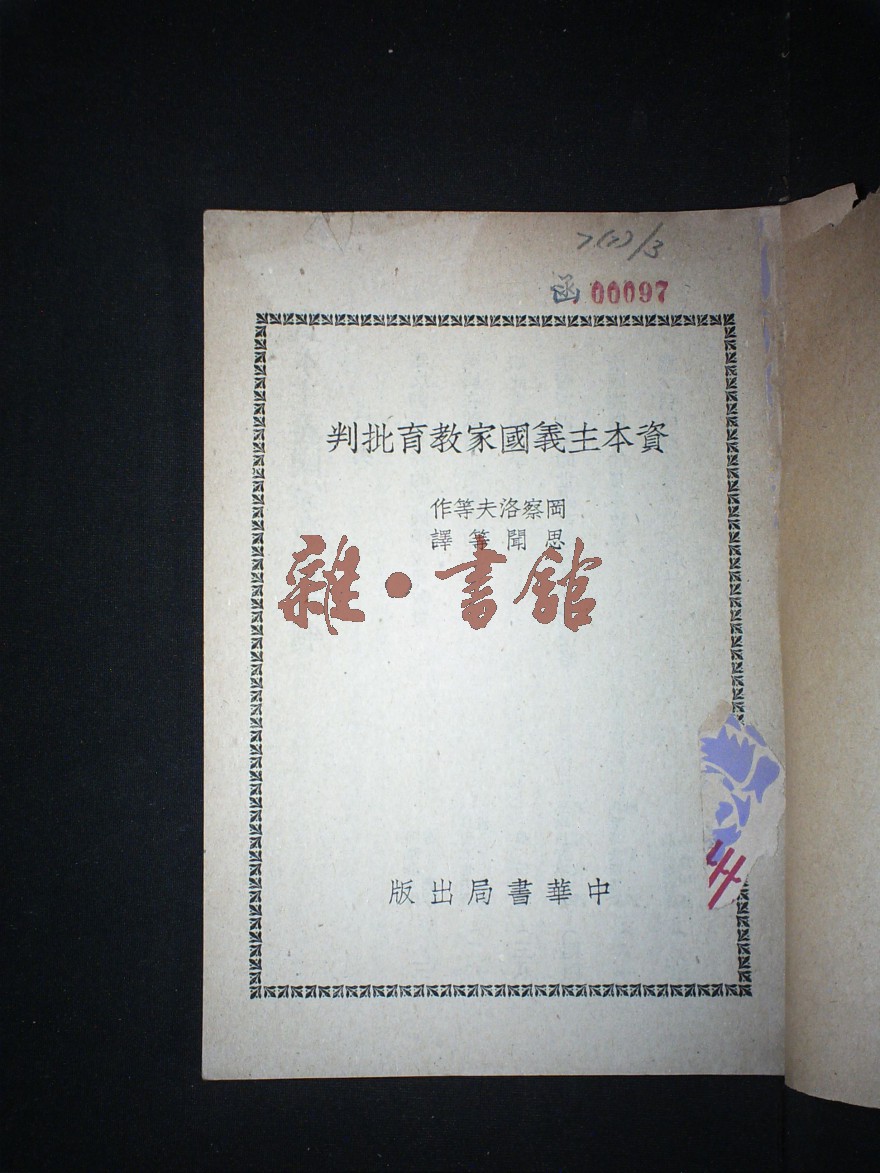 7(7)/3
函 00097
資本主義國家教育批判
岡察洛夫等作
思聞等譯
雜·書館
中華書局出版